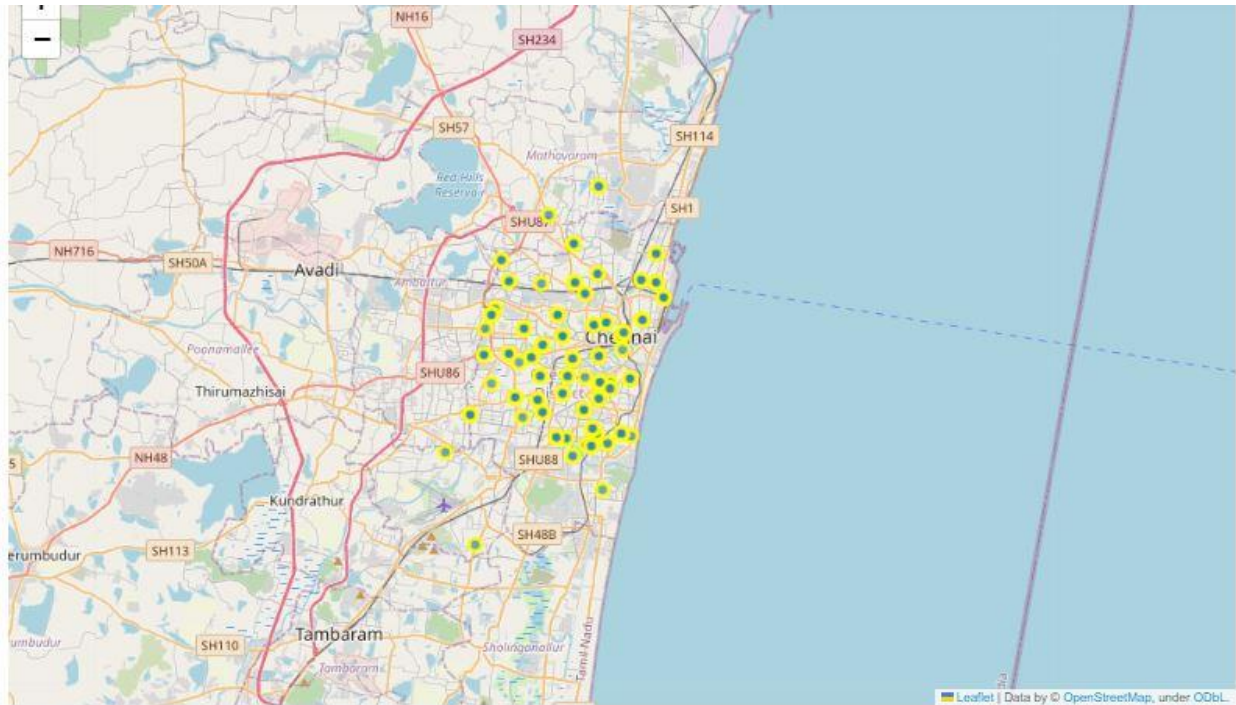 +
−
NH16
SH234
SH57
SH114
Mathavaram
Red Hills
Reservoir
SH1
SHU87
NH716
SH50A
Avadi
Ambattur
Chennai
Poonamallee
SHU86
Thirumazhisai
NH48
SHU88
Kundrathur
SH48B
SH113
erumbudur
Tambaram
SH110
umbudur
Sholinganallur
Tambaram
Tamil-Nadu
Leaflet | Data by © OpenStreetMap, under ODbL.